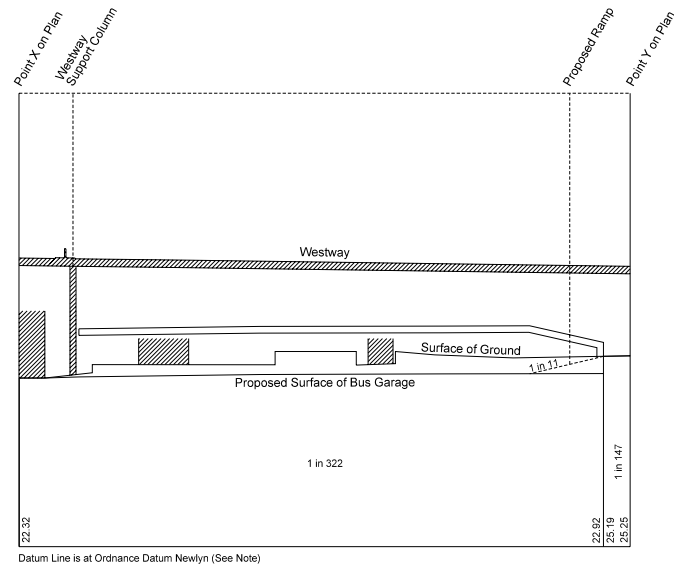 Point X on Plan
Westway
Support Column
Proposed Ramp
Point Y on Plan
Westway
Surface of Ground
1 in 11
Proposed Surface of Bus Garage
1 in 322
1 in 147
22.32
22.92
25.19
25.25
Datum Line is at Ordnance Datum Newlyn (See Note)